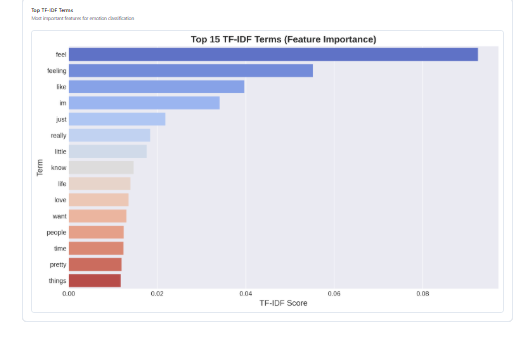 Top TF-IDF Terms
Most important features for emotion classification
Top 15 TF-IDF Terms (Feature Importance)
feel
feeling
like
im
just
really
little
know
life
love
want
people
time
pretty
things
Term
0.00 0.02 0.04 0.06 0.08
TF-IDF Score